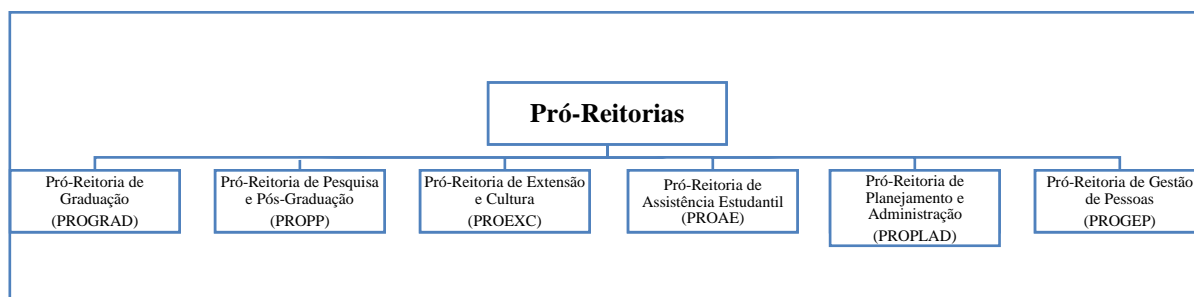 Pró-Reitorias
Pró-Reitoria de
Graduação
(PROGRAD)
Pró-Reitoria de Pesquisa
e Pós-Graduação
(PROPP)
Pró-Reitoria de Extensão
e Cultura
(PROEXC)
Pró-Reitoria de
Assistência Estudantil
(PROAE)
Pró-Reitoria de
Planejamento e
Administração
(PROPLAD)
Pró-Reitoria de Gestão
de Pessoas
(PROGEP)